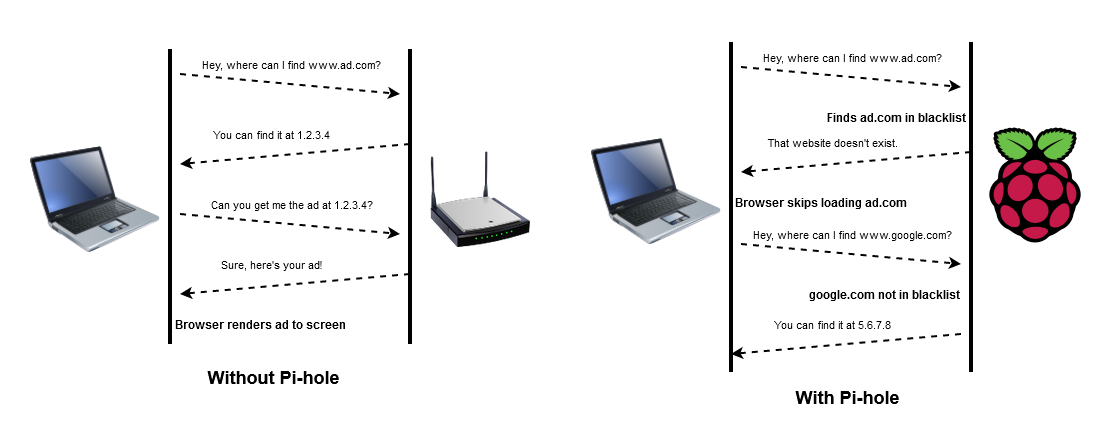 Hey, where can I find www.ad.com?
You can find it at 1.2.3.4
Can you get me the ad at 1.2.3.4?
Sure, here's your ad!
Browser renders ad to screen
Without Pi-hole
Hey, where can I find www.ad.com?
Finds ad.com in blacklist
That website doesn't exist.
Browser skips loading ad.com
Hey, where can I find www.google.com?
google.com not in blacklist
You can find it at 5.6.7.8
With Pi-hole